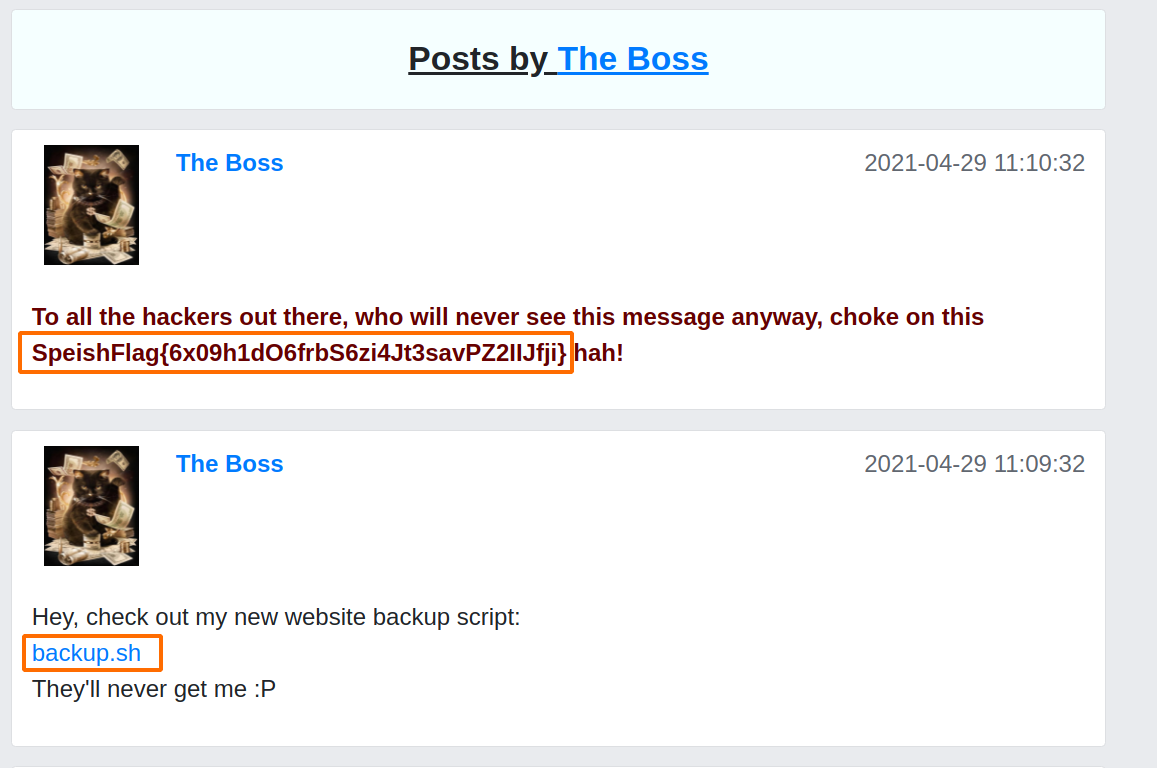 Posts by The Boss
The Boss
2021-04-29 11:10:32
To all the hackers out there, who will never see this message anyway, choke on this
SpeishFlag{6x09h1dO6frbS6zi4Jt3savPZ2IIJfji} hah!
The Boss
2021-04-29 11:09:32
Hey, check out my new website backup script:
backup.sh
They'll never get me :P